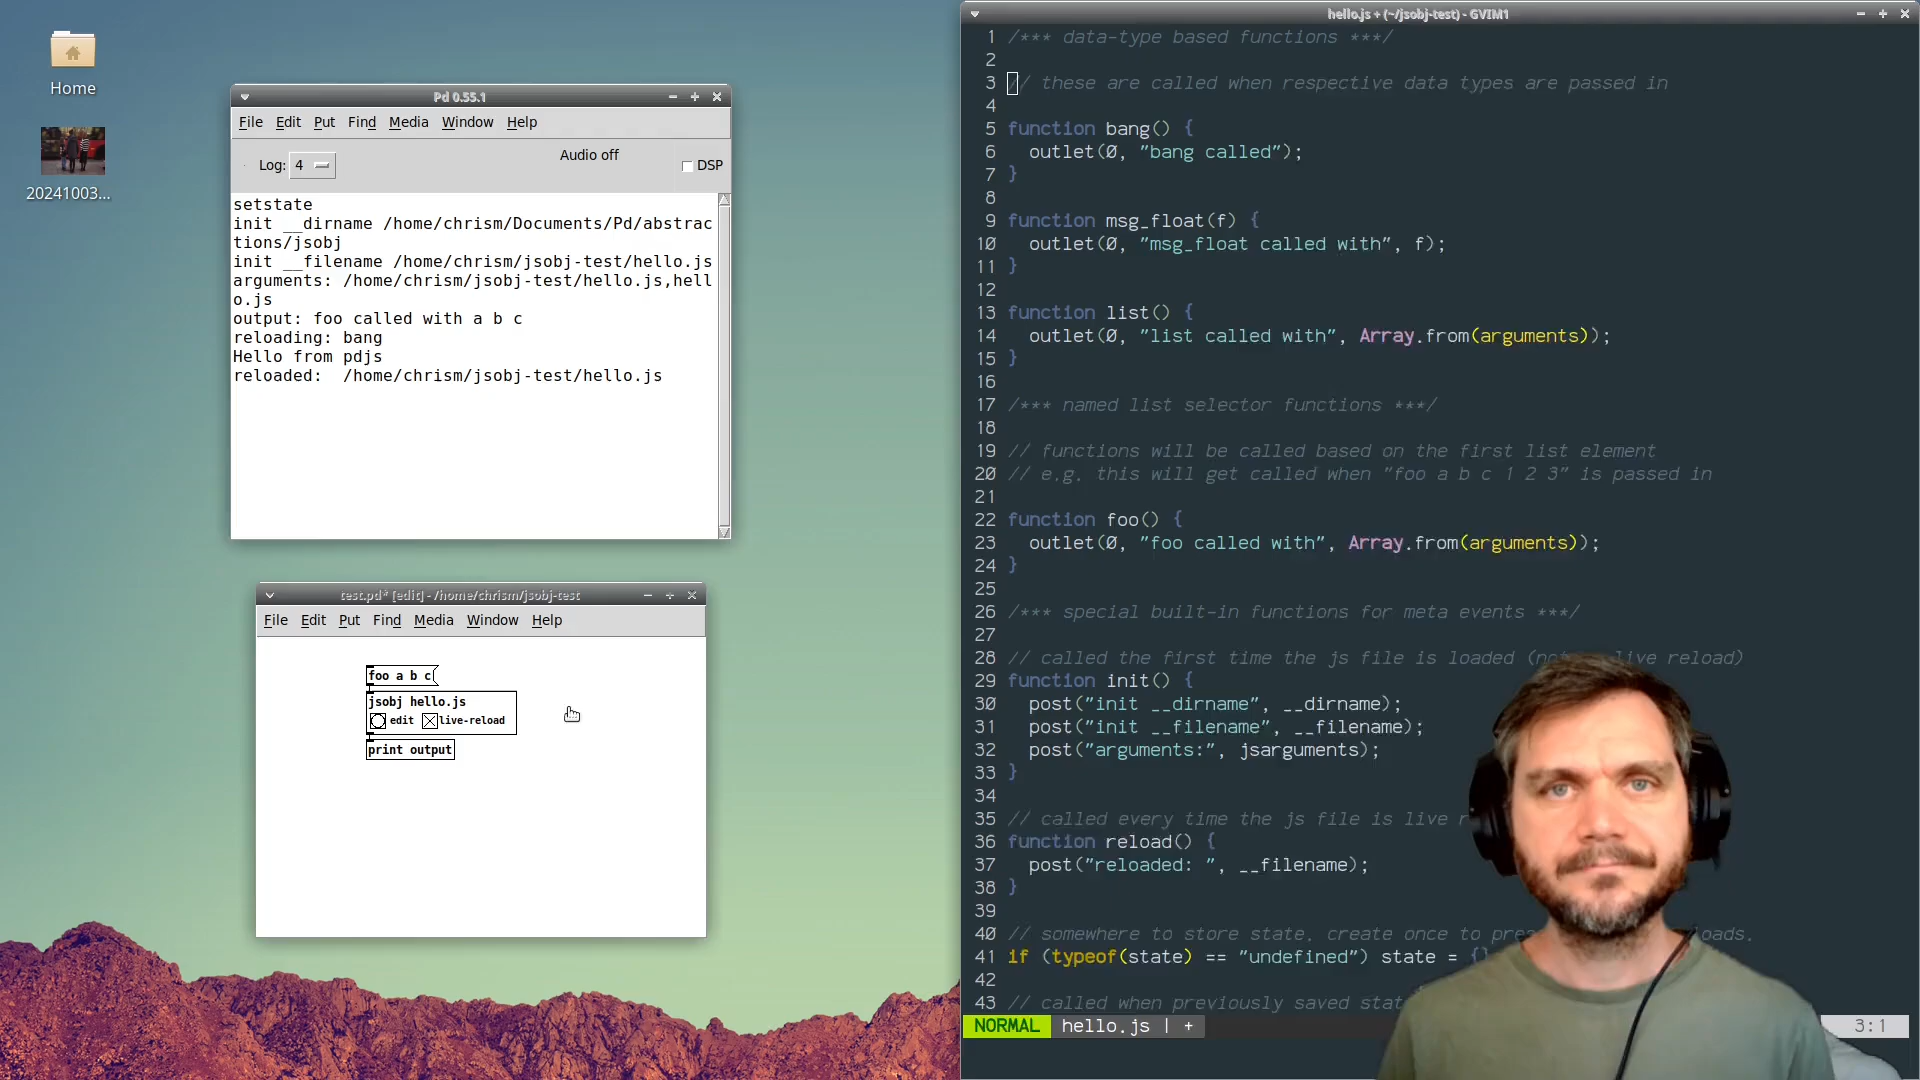 Home
20241003...
Pd 0.55.1
File Edit Put Find Media Window Help
Log: 4
Audio off
DSP
setstate
init __dirname /home/chrism/Documents/Pd/abstrac
tions/jsobj
init __filename /home/chrism/jsobj-test/hello.js
arguments: /home/chrism/jsobj-test/hello.js,hell
o.js
output: foo called with a b c
reloading: bang
Hello from pdjs
reloaded:  /home/chrism/jsobj-test/hello.js
test.pd* [edit] - /home/chrism/jsobj-test
File Edit Put Find Media Window Help
foo a b c
jsobj hello.js
edit live-reload
print output
hello.js + (~/jsobj-test) - GVIM1
1 /*** data-type based functions ***/
2
3 // these are called when respective data types are passed in
4
5 function bang() {
6   outlet(0, "bang called");
7 }
8
9 function msg_float(f) {
10   outlet(0, "msg_float called with", f);
11 }
12
13 function list() {
14   outlet(0, "list called with", Array.from(arguments));
15 }
16
17 /*** named list selector functions ***/
18
19 // functions will be called based on the first list element
20 // e.g. this will get called when "foo a b c 1 2 3" is passed in
21
22 function foo() {
23   outlet(0, "foo called with", Array.from(arguments));
24 }
25
26 /*** special built-in functions for meta events ***/
27
28 // called the first time the js file is loaded (not live reload)
29 function init() {
30   post("init __dirname", __dirname);
31   post("init __filename", __filename);
32   post("arguments:", jsarguments);
33 }
34
35 // called every time the js file is live
36 function reload() {
37   post("reloaded: ", __filename);
38 }
39
40 // somewhere to store state. create once to
41 if (typeof(state) == "undefined") state = {}
42
43 // called when previously saved
NORMAL hello.js | + 3:1